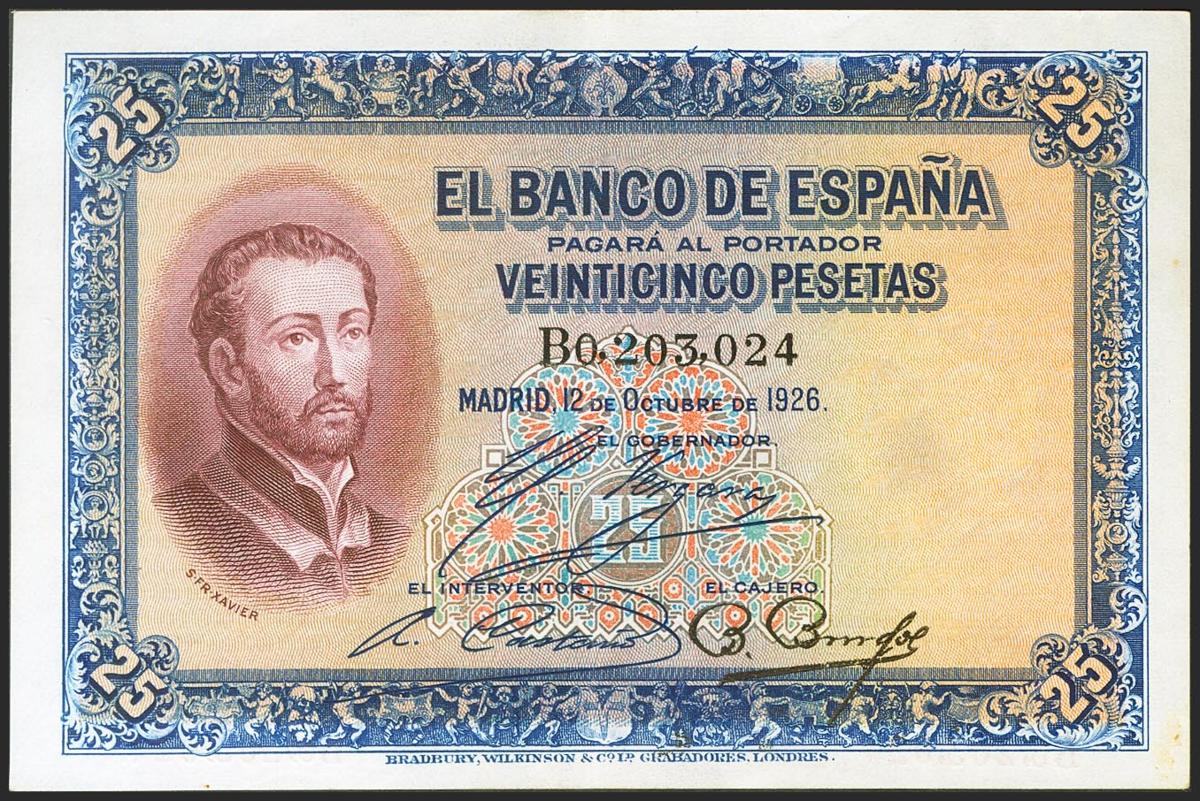 25
25
EL BANCO DE ESPAÑA
PAGARÁ AL PORTADOR
VEINTICINCO PESETAS
B0,203,024
MADRID, 12 DE OCTUBRE DE 1926.
EL GOBERNADOR.
25
EL INTERVENTOR.
EL CAJERO.
S. FR. XAVIER
25
25
BRADBURY, WILKINSON & Cº Lᴰ GRABADORES. LONDRES.